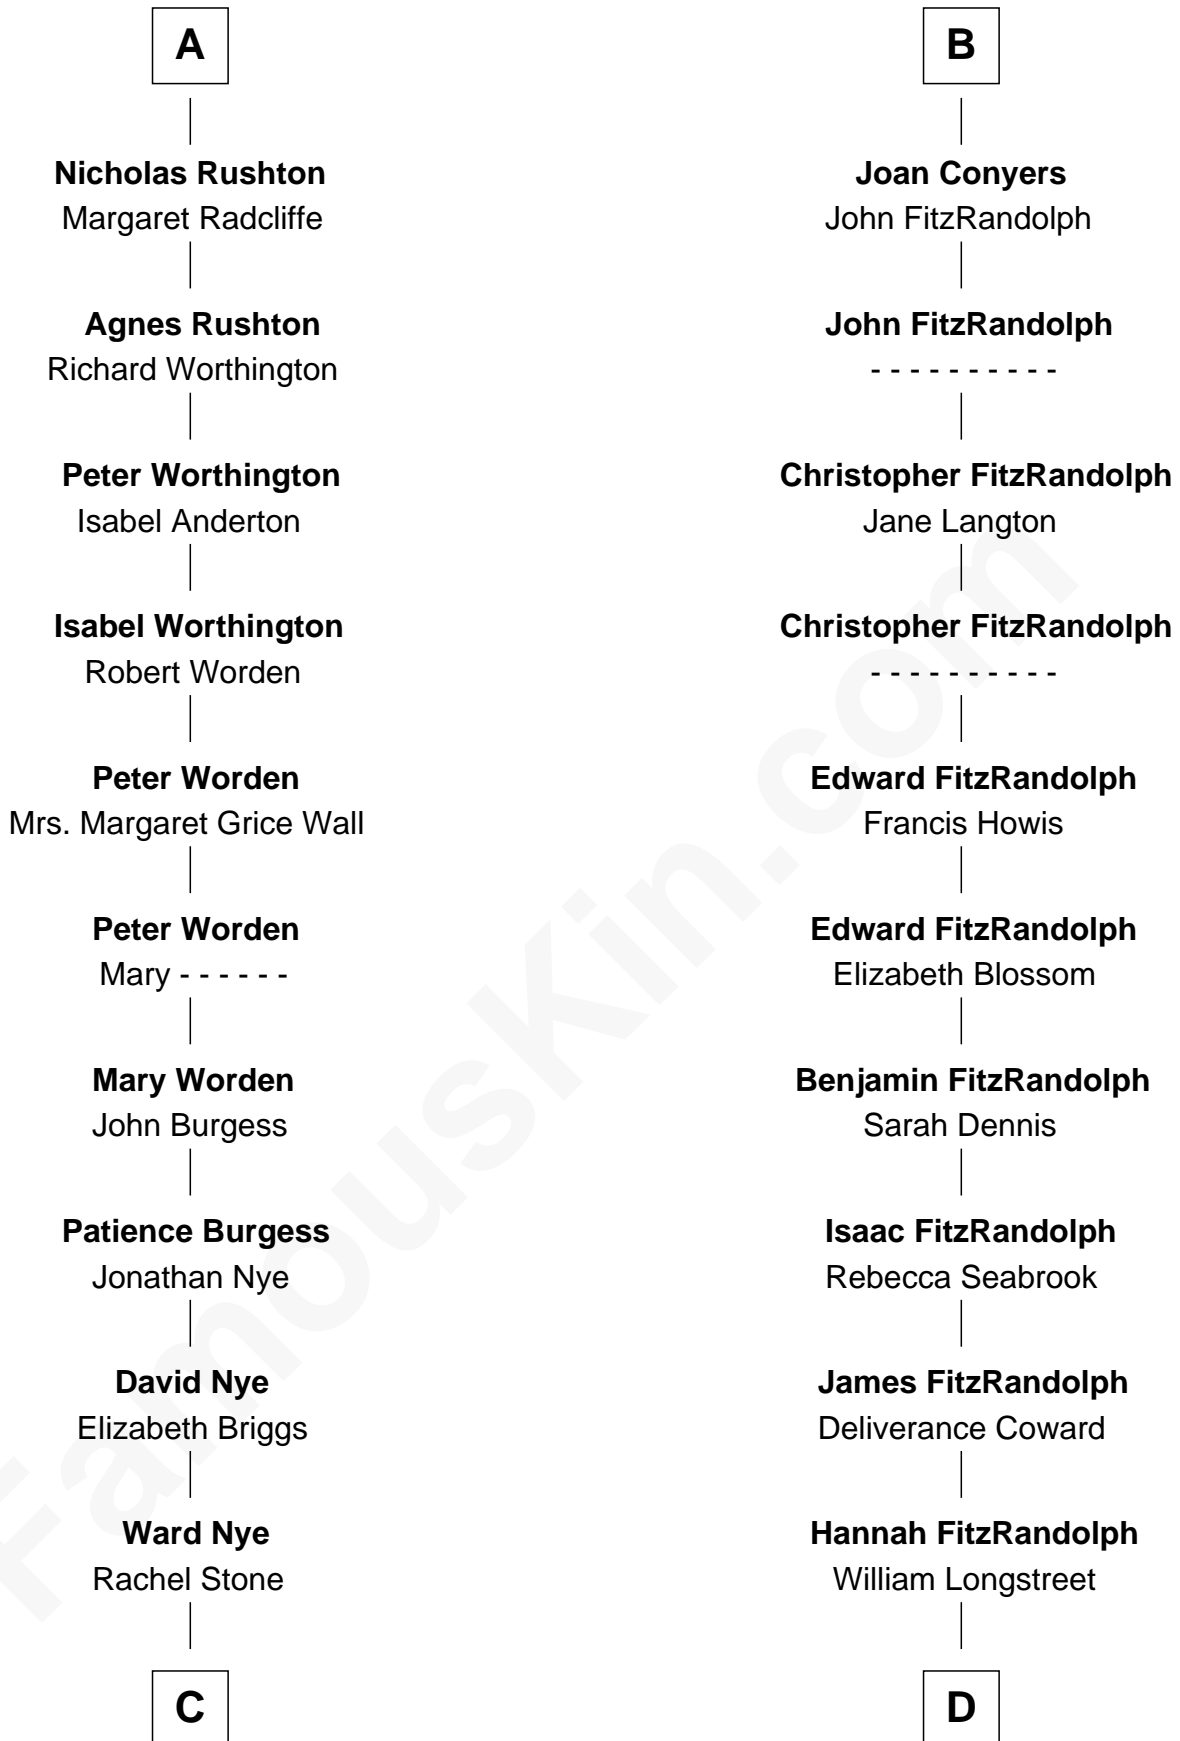 A
Nicholas Rushton
Margaret Radcliffe
Agnes Rushton
Richard Worthington
Peter Worthington
Isabel Anderton
Isabel Worthington
Robert Worden
Peter Worden
Mrs. Margaret Grice Wall
Peter Worden
Mary - - - - - -
Mary Worden
John Burgess
Patience Burgess
Jonathan Nye
David Nye
Elizabeth Briggs
Ward Nye
Rachel Stone
C
B
Joan Conyers
John FitzRandolph
John FitzRandolph
- - - - - - - - - -
Christopher FitzRandolph
Jane Langton
Christopher FitzRandolph
- - - - - - - - - -
Edward FitzRandolph
Francis Howis
Edward FitzRandolph
Elizabeth Blossom
Benjamin FitzRandolph
Sarah Dennis
Isaac FitzRandolph
Rebecca Seabrook
James FitzRandolph
Deliverance Coward
Hannah FitzRandolph
William Longstreet
D
FamousKin.com